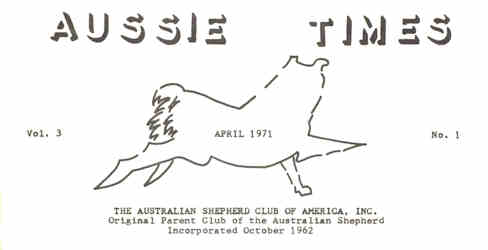 AUSSIE TIMES
Vol. 3 APRIL 1971 No. 1
THE AUSTRALIAN SHEPHERD CLUB OF AMERICA, INC.
Original Parent Club of the Australian Shepherd
Incorporated October 1962